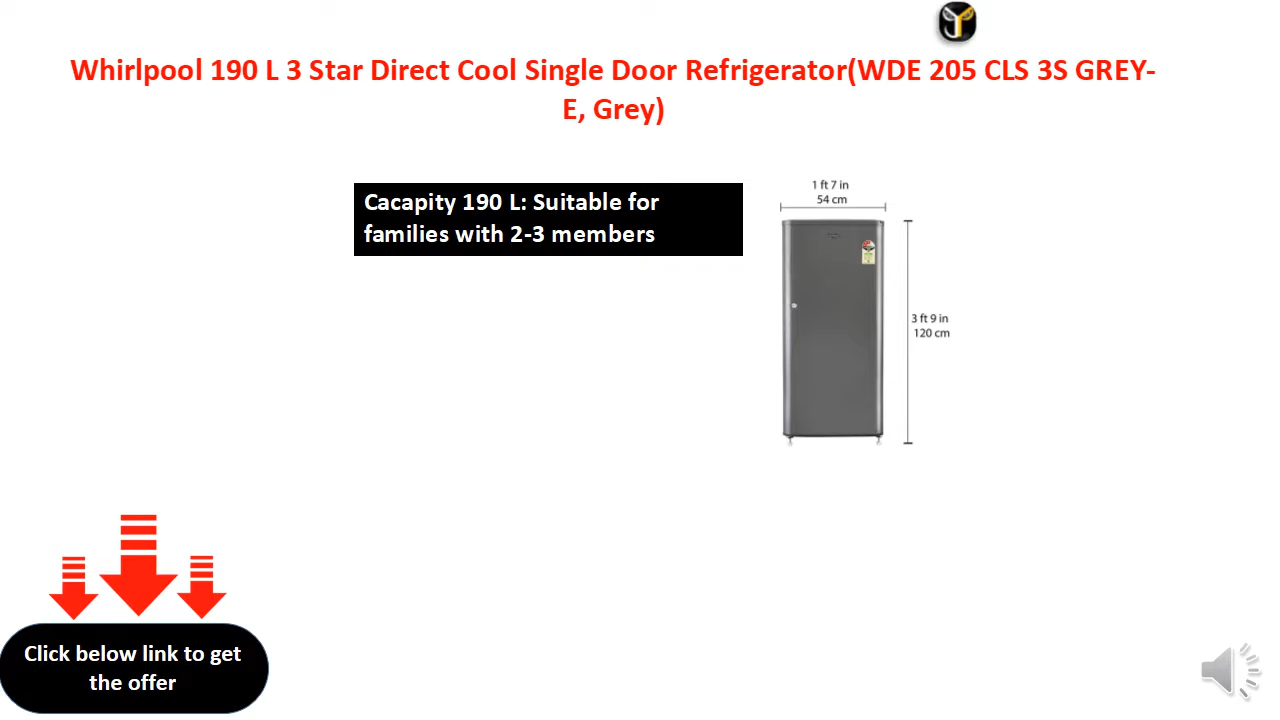 Whirlpool 190 L 3 Star Direct Cool Single Door Refrigerator(WDE 205 CLS 3S GREY-
E, Grey)
Cacapity 190 L: Suitable for
families with 2-3 members
1 ft 7 in
54 cm
3 ft 9 in
120 cm
Click below link to get
the offer